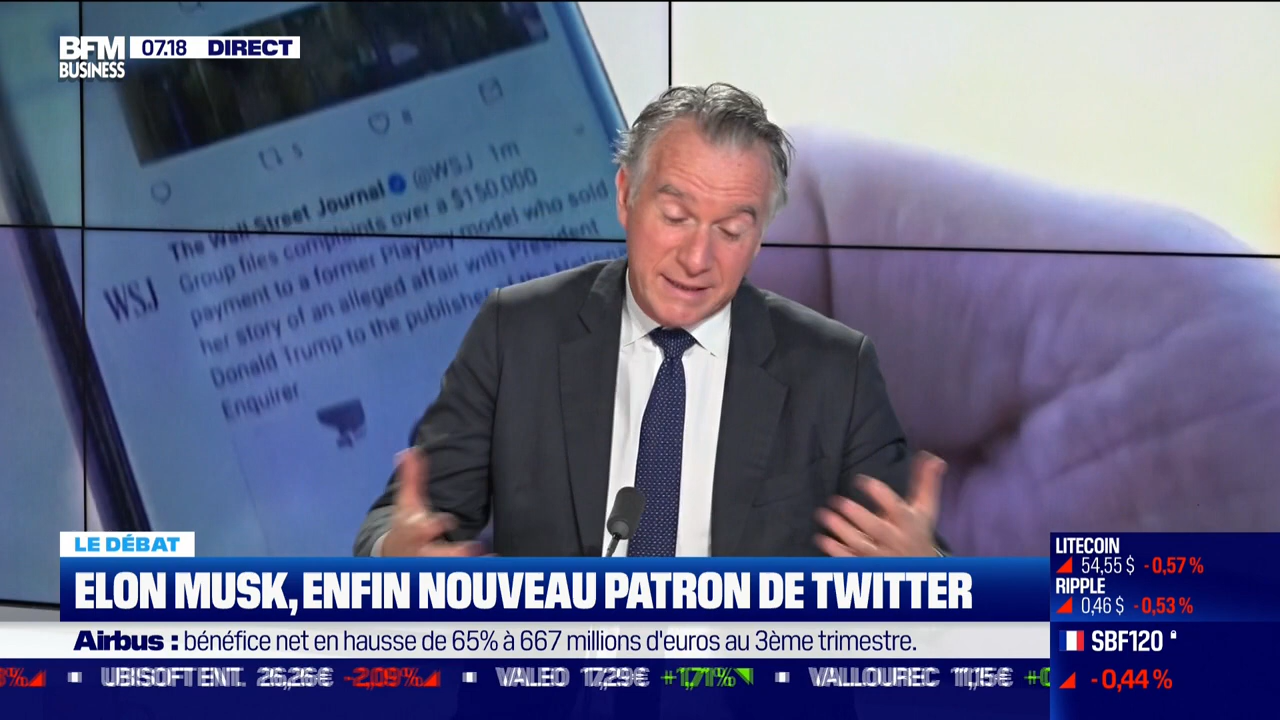 BFM
BUSINESS
07.18 DIRECT
8
5
The Wall Street Journal @WSJ 1m
Group files complaints over a $150,000
payment to a former Playboy model who sold
her story of an alleged affair with President
Donald Trump to the publisher
Enquirer
WSJ
LE DÉBAT
ELON MUSK, ENFIN NOUVEAU PATRON DE TWITTER
Airbus : bénéfice net en hausse de 65% à 667 millions d'euros au 3ème trimestre.
UBISOFT ENT. 26,26€ -2,09% VALEO 17,29€ +1,71% VALLOUREC 11,15€
LITECOIN
54,55 $ -0,57 %
RIPPLE
0,46 $ -0,53 %
SBF120
-0,44 %